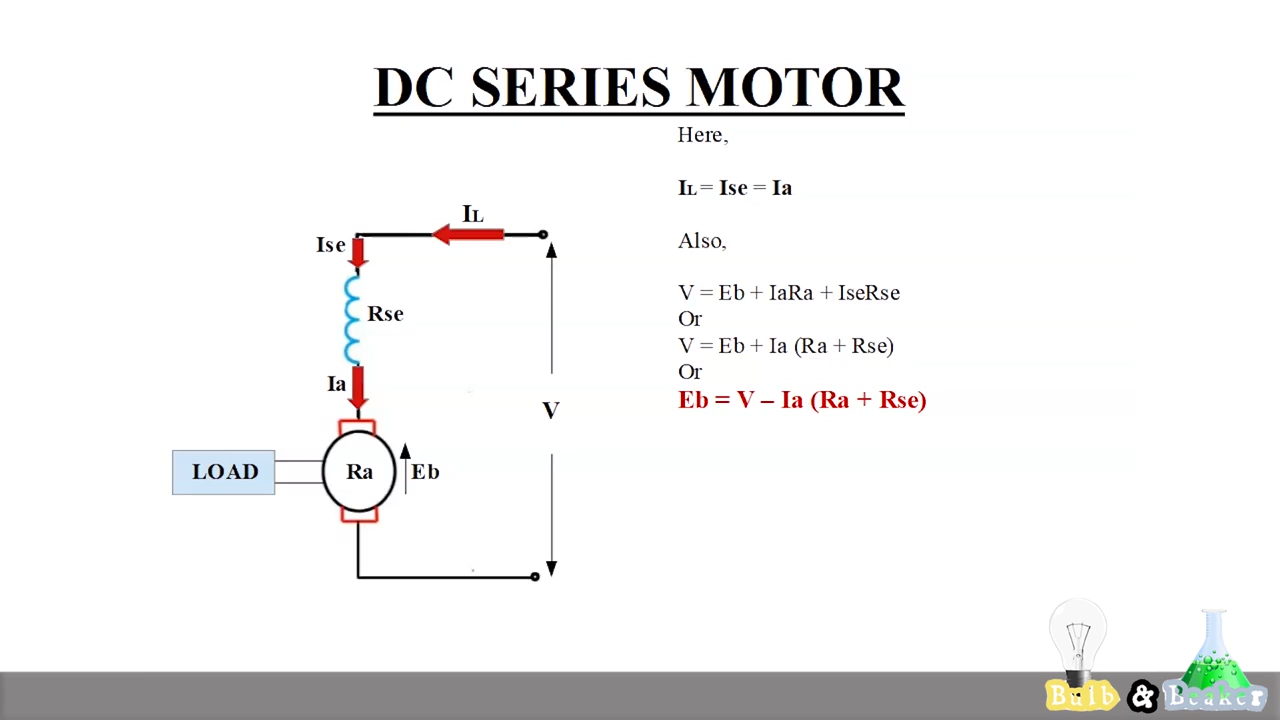 DC SERIES MOTOR
Here,
IL = Ise = Ia
Also,
V = Eb + IaRa + IseRse
Or
V = Eb + Ia (Ra + Rse)
Or
Eb = V – Ia (Ra + Rse)
IL
Ise
Rse
Ia
V
LOAD
Ra
Eb
Bulb & Beaker